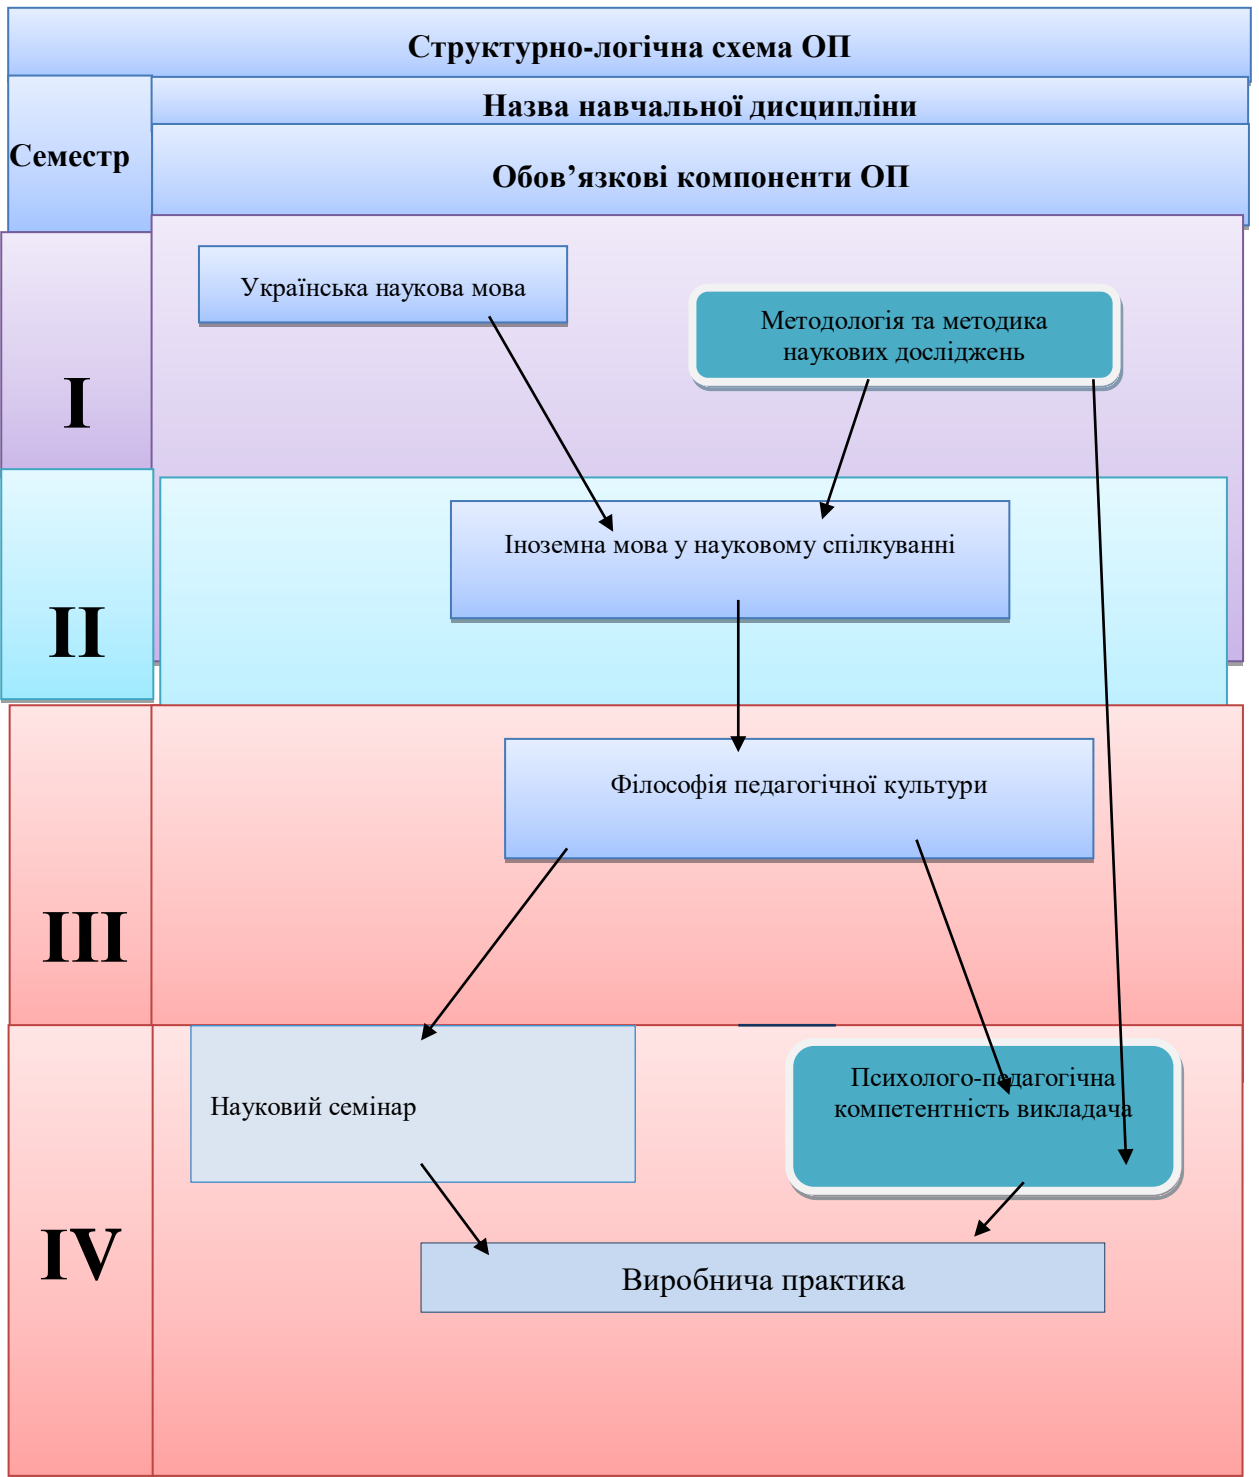 Структурно-логічна схема ОП
Назва навчальної дисципліни
Семестр
Обов’язкові компоненти ОП
Українська наукова мова
Методологія та методика
наукових досліджень
I
Іноземна мова у науковому спілкуванні
II
Філософія педагогічної культури
III
Психолого-педагогічна
компетентність викладача
Науковий семінар
IV
Виробнича практика